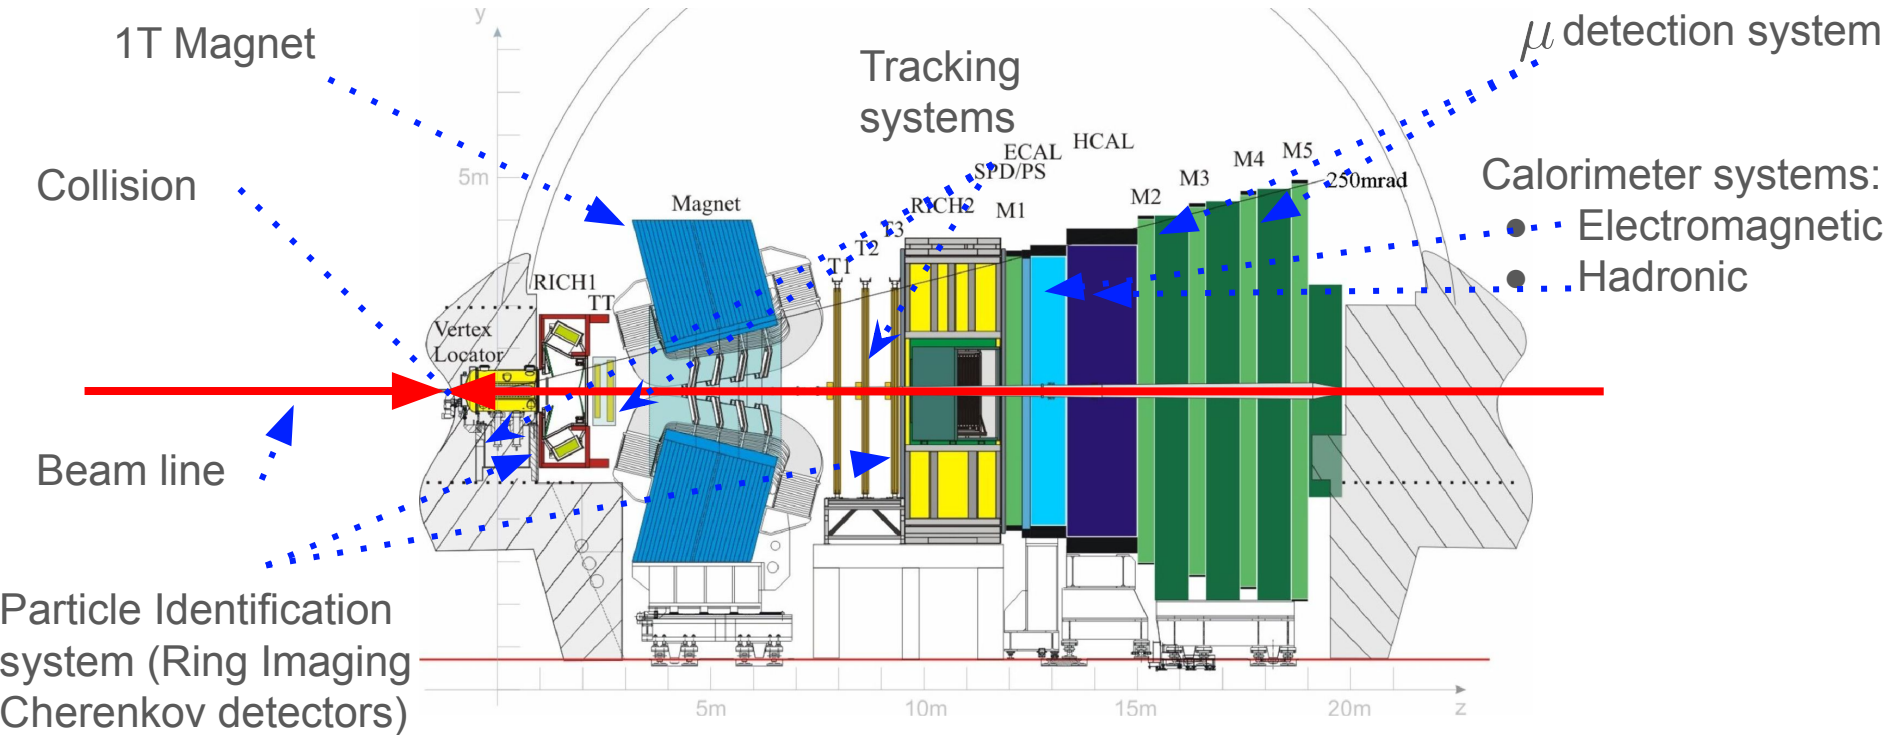 y
1T Magnet
Tracking
systems
μ detection system
Collision
5m
ECAL
HCAL
SPD/PS
M5
M4
M3
M2
M1
250mrad
Calorimeter systems:
● Electromagnetic
● Hadronic
Magnet
RICH2
T3
T2
T1
RICH1
TT
Vertex
Locator
Beam line
Particle Identification
system (Ring Imaging
Cherenkov detectors)
5m
10m
15m
20m
z